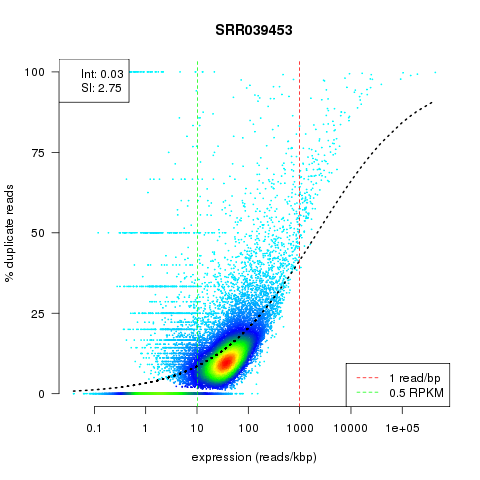 SRR039453
Int: 0.03
Sl: 2.75
100
75
50
25
0
% duplicate reads
1 read/bp
0.5 RPKM
0.1
1
10
100
1000
10000
1e+05
expression (reads/kbp)